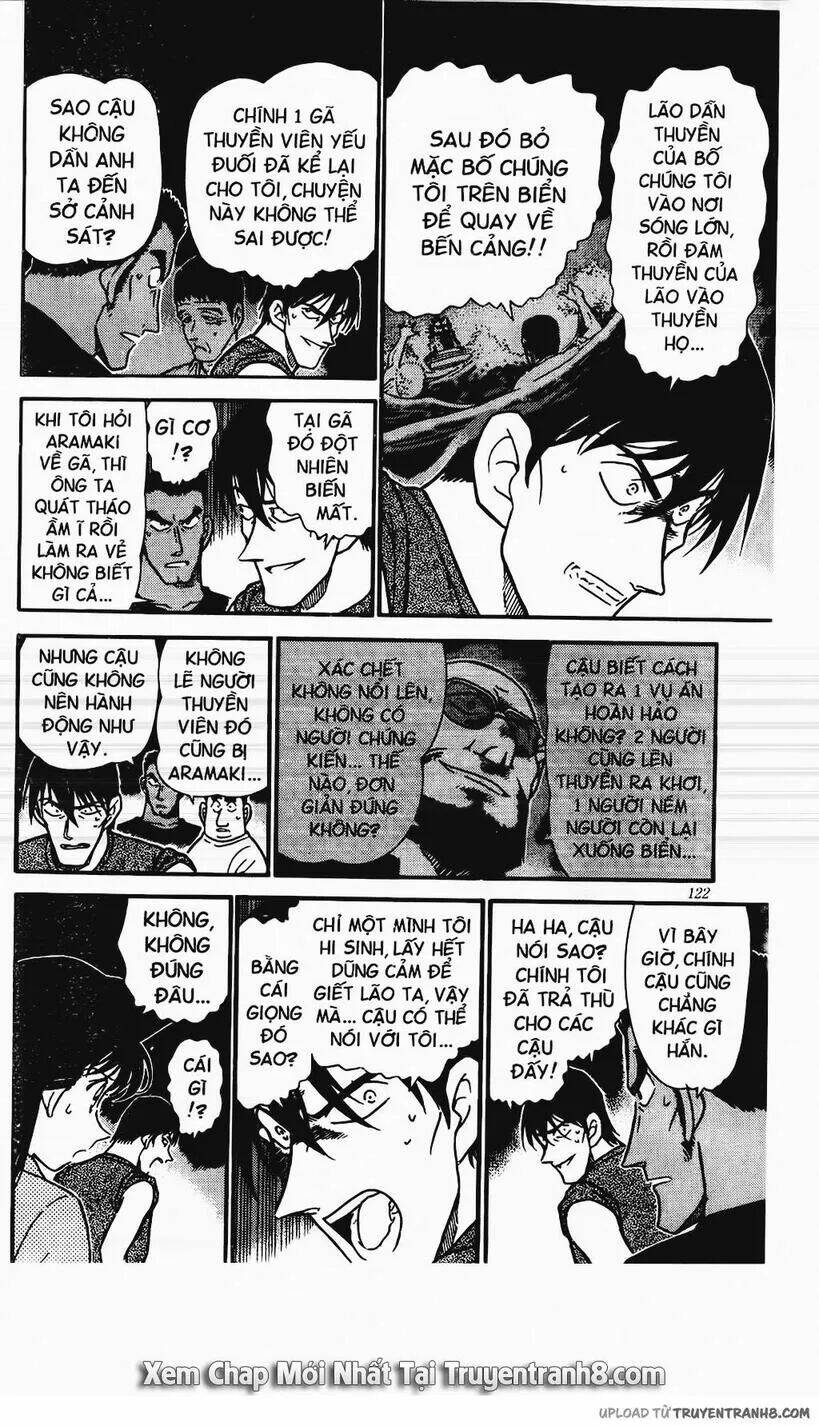 LÃO DẪN
THUYỀN
CỦA BỐ
CHÚNG TÔI
VÀO NƠI
SÓNG LỚN,
RỒI ĐÂM
THUYỀN CỦA
LÃO VÀO
THUYỀN
HỌ...
SAU ĐÓ BỎ
MẶC BỐ CHÚNG
TÔI TRÊN BIỂN
ĐỂ QUAY VỀ
BẾN CẢNG!!
CHÍNH 1 GÃ
THUYỀN VIÊN YẾU
ĐUỐI ĐÃ KỂ LẠI
CHO TÔI, CHUYỆN
NÀY KHÔNG THỂ
SAI ĐƯỢC!
SAO CẬU
KHÔNG
DẪN ANH
TA ĐẾN
SỞ CẢNH
SÁT?
TẠI GÃ
ĐÓ ĐỘT
NHIÊN
BIẾN
MẤT.
GÌ CƠ
!?
KHI TÔI HỎI
ARAMAKI
VỀ GÃ, THÌ
ÔNG TA
QUÁT THÁO
ẦM Ĩ RỒI
LÀM RA VẺ
KHÔNG BIẾT
GÌ CẢ...
CẬU BIẾT CÁCH
TẠO RA 1 VỤ ÁN
HOÀN HẢO
KHÔNG? 2 NGƯỜI
CÙNG LÊN
THUYỀN RA KHƠI,
1 NGƯỜI NÉM
NGƯỜI CÒN LẠI
XUỐNG BIỂN...
XÁC CHẾT
KHÔNG NỔI LÊN,
KHÔNG CÓ
NGƯỜI CHỨNG
KIẾN... THẾ
NÀO, ĐƠN
GIẢN ĐÚNG
KHÔNG?
KHÔNG
LẼ NGƯỜI
THUYỀN
VIÊN ĐÓ
CŨNG BỊ
ARAMAKI...
NHƯNG CẬU
CŨNG KHÔNG
NÊN HÀNH
ĐỘNG NHƯ
VẬY.
122
VÌ BÂY
GIỜ, CHÍNH
CẬU CŨNG
CHẲNG
KHÁC GÌ
HẮN.
HA HA, CẬU
NÓI SAO?
CHÍNH TÔI
ĐÃ TRẢ THÙ
CHO CÁC
CẬU
ĐẤY!
CHỈ MỘT MÌNH TÔI
HI SINH, LẤY HẾT
DŨNG CẢM ĐỂ
GIẾT LÃO TA, VẬY
MÀ... CẬU CÓ THỂ
NÓI VỚI TÔI...
BẰNG
CÁI
GIỌNG
ĐÓ
SAO?
KHÔNG,
KHÔNG
ĐÚNG
ĐÂU...
CÁI
GÌ
!?
Xem Chap Mới Nhất Tại Truyentranh8.com
UPLOAD TỪ TRUYENTRANH8.COM